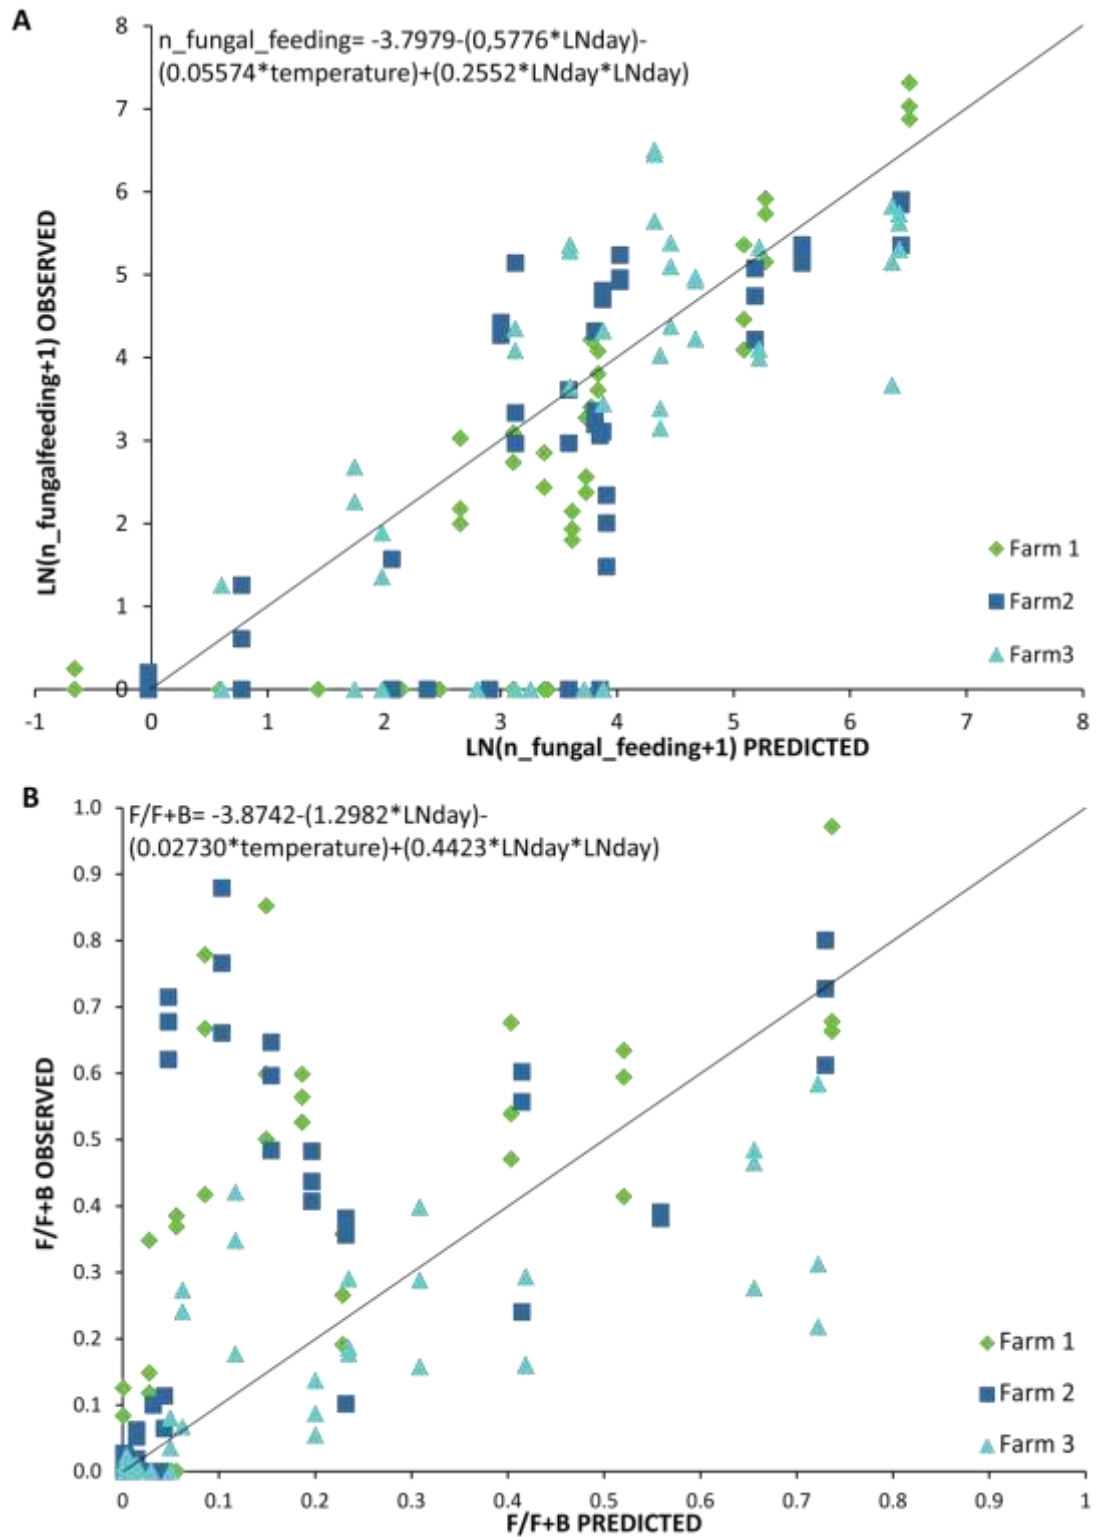 A
n_fungal_feeding= -3.7979-(0,5776*LNday)-
(0.05574*temperature)+(0.2552*LNday*LNday)
8
7
6
5
4
3
2
1
0
LN(n_fungalfeeding+1) OBSERVED
Farm 1
Farm2
Farm3
-1 0 1 2 3 4 5 6 7 8
LN(n_fungal_feeding+1) PREDICTED
B
F/F+B= -3.8742-(1.2982*LNday)-
(0.02730*temperature)+(0.4423*LNday*LNday)
1.0
0.9
0.8
0.7
0.6
0.5
0.4
0.3
0.2
0.1
0.0
F/F+B OBSERVED
Farm 1
Farm 2
Farm 3
0 0.1 0.2 0.3 0.4 0.5 0.6 0.7 0.8 0.9 1
F/F+B PREDICTED